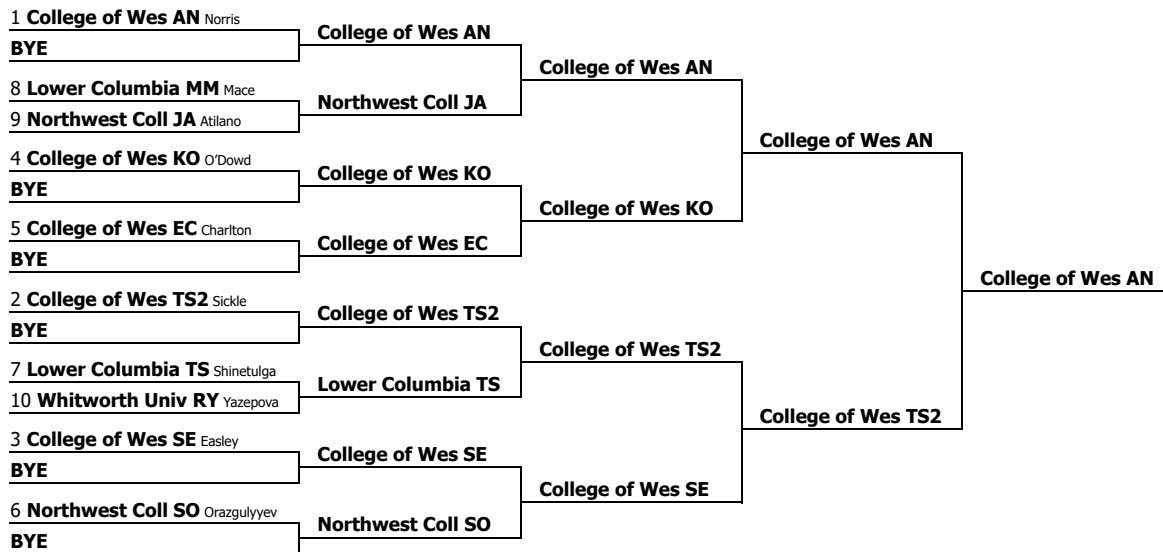 1 College of Wes AN Norris
BYE
8 Lower Columbia MM Mace
9 Northwest Coll JA Atilano
4 College of Wes KO O'Dowd
BYE
5 College of Wes EC Charlton
BYE
2 College of Wes TS2 Sickle
BYE
7 Lower Columbia TS Shinetulga
10 Whitworth Univ RY Yazepova
3 College of Wes SE Easley
BYE
6 Northwest Coll SO Orazgulyyev
BYE
College of Wes AN
Northwest Coll JA
College of Wes KO
College of Wes EC
College of Wes TS2
Lower Columbia TS
College of Wes SE
Northwest Coll SO
College of Wes AN
College of Wes KO
College of Wes TS2
College of Wes SE
College of Wes AN
College of Wes TS2
College of Wes AN